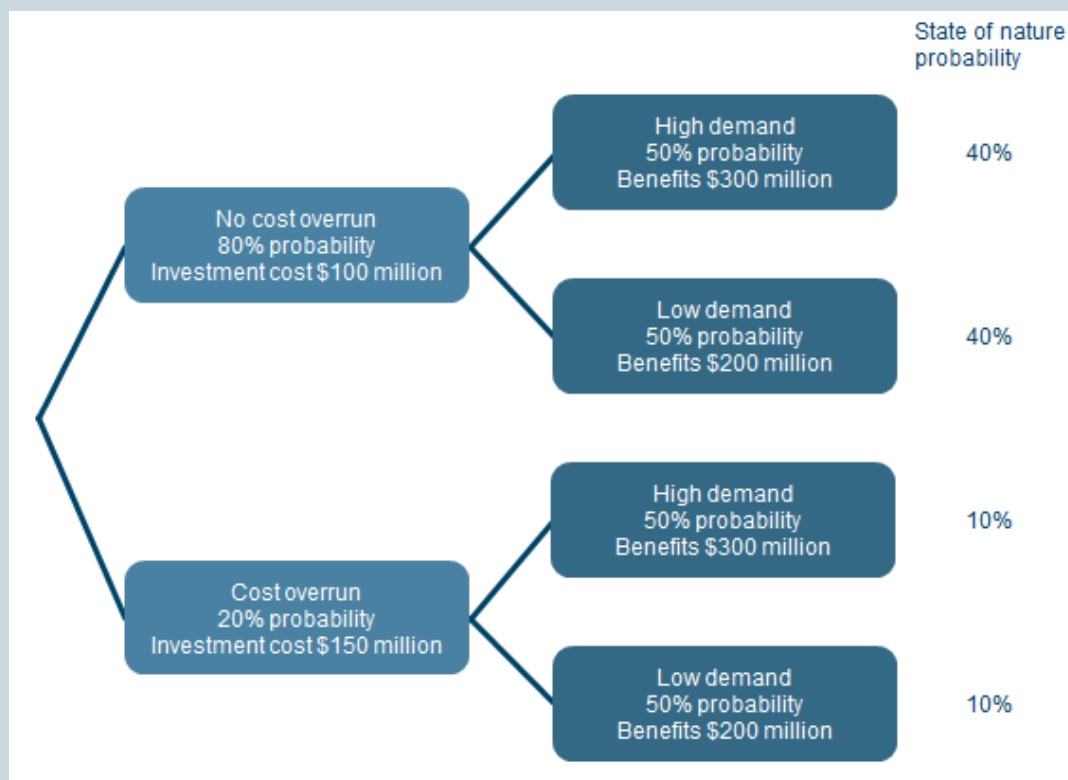 State of nature
probability
High demand
50% probability
Benefits $300 million
40%
No cost overrun
80% probability
Investment cost $100 million
Low demand
50% probability
Benefits $200 million
40%
High demand
50% probability
Benefits $300 million
10%
Cost overrun
20% probability
Investment cost $150 million
Low demand
50% probability
Benefits $200 million
10%